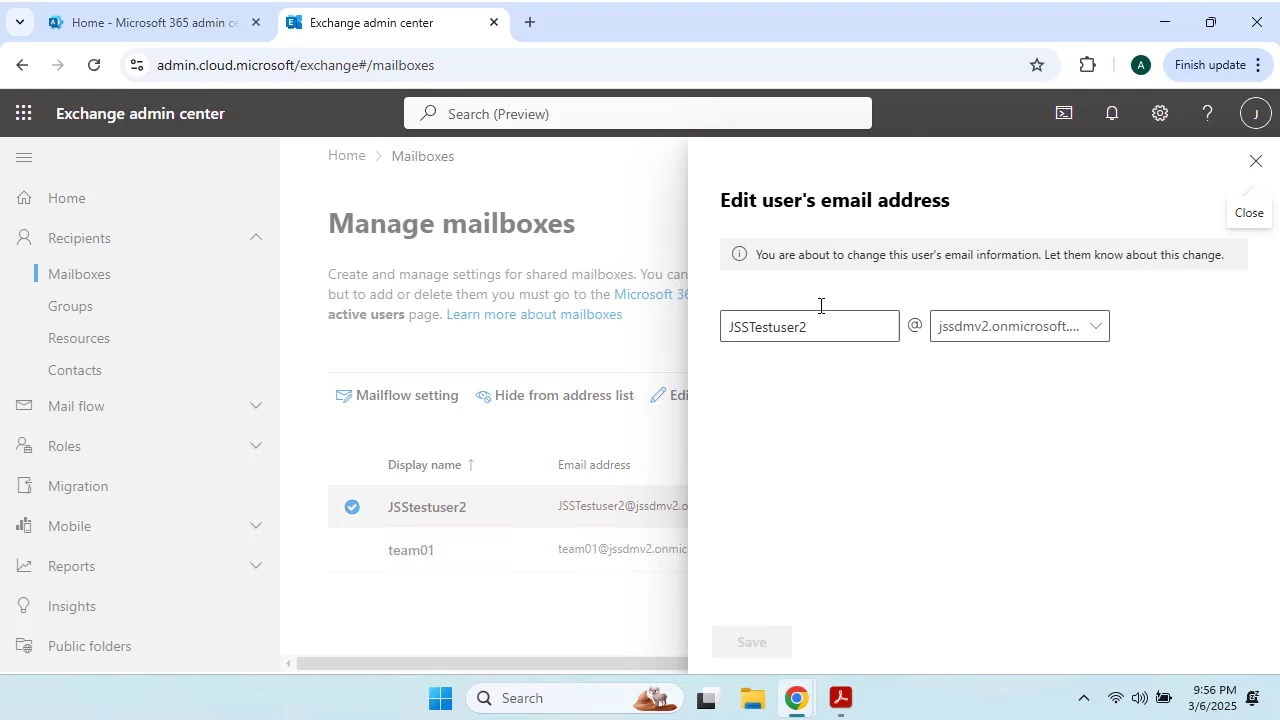 Home - Microsoft 365 admin ce
Exchange admin center
admin.cloud.microsoft/exchange#/mailboxes
A
Finish update
Exchange admin center
Search (Preview)
J
Home
Recipients
Mailboxes
Groups
Resources
Contacts
Mail flow
Roles
Migration
Mobile
Reports
Insights
Public folders
Home > Mailboxes
Manage mailboxes
Create and manage settings for shared mailboxes. You can
but to add or delete them you must go to the Microsoft 36
active users page. Learn more about mailboxes
Mailflow setting Hide from address list Edi
Display name ↑ Email address
JSStestuser2 JSSTestuser2@jssdmv2.o
team01 team01@jssdmv2.onmic
Close
Edit user's email address
You are about to change this user's email information. Let them know about this change.
JSSTestuser2 @ jssdmv2.onmicrosoft....
Save
Search
9:56 PM
3/6/2025